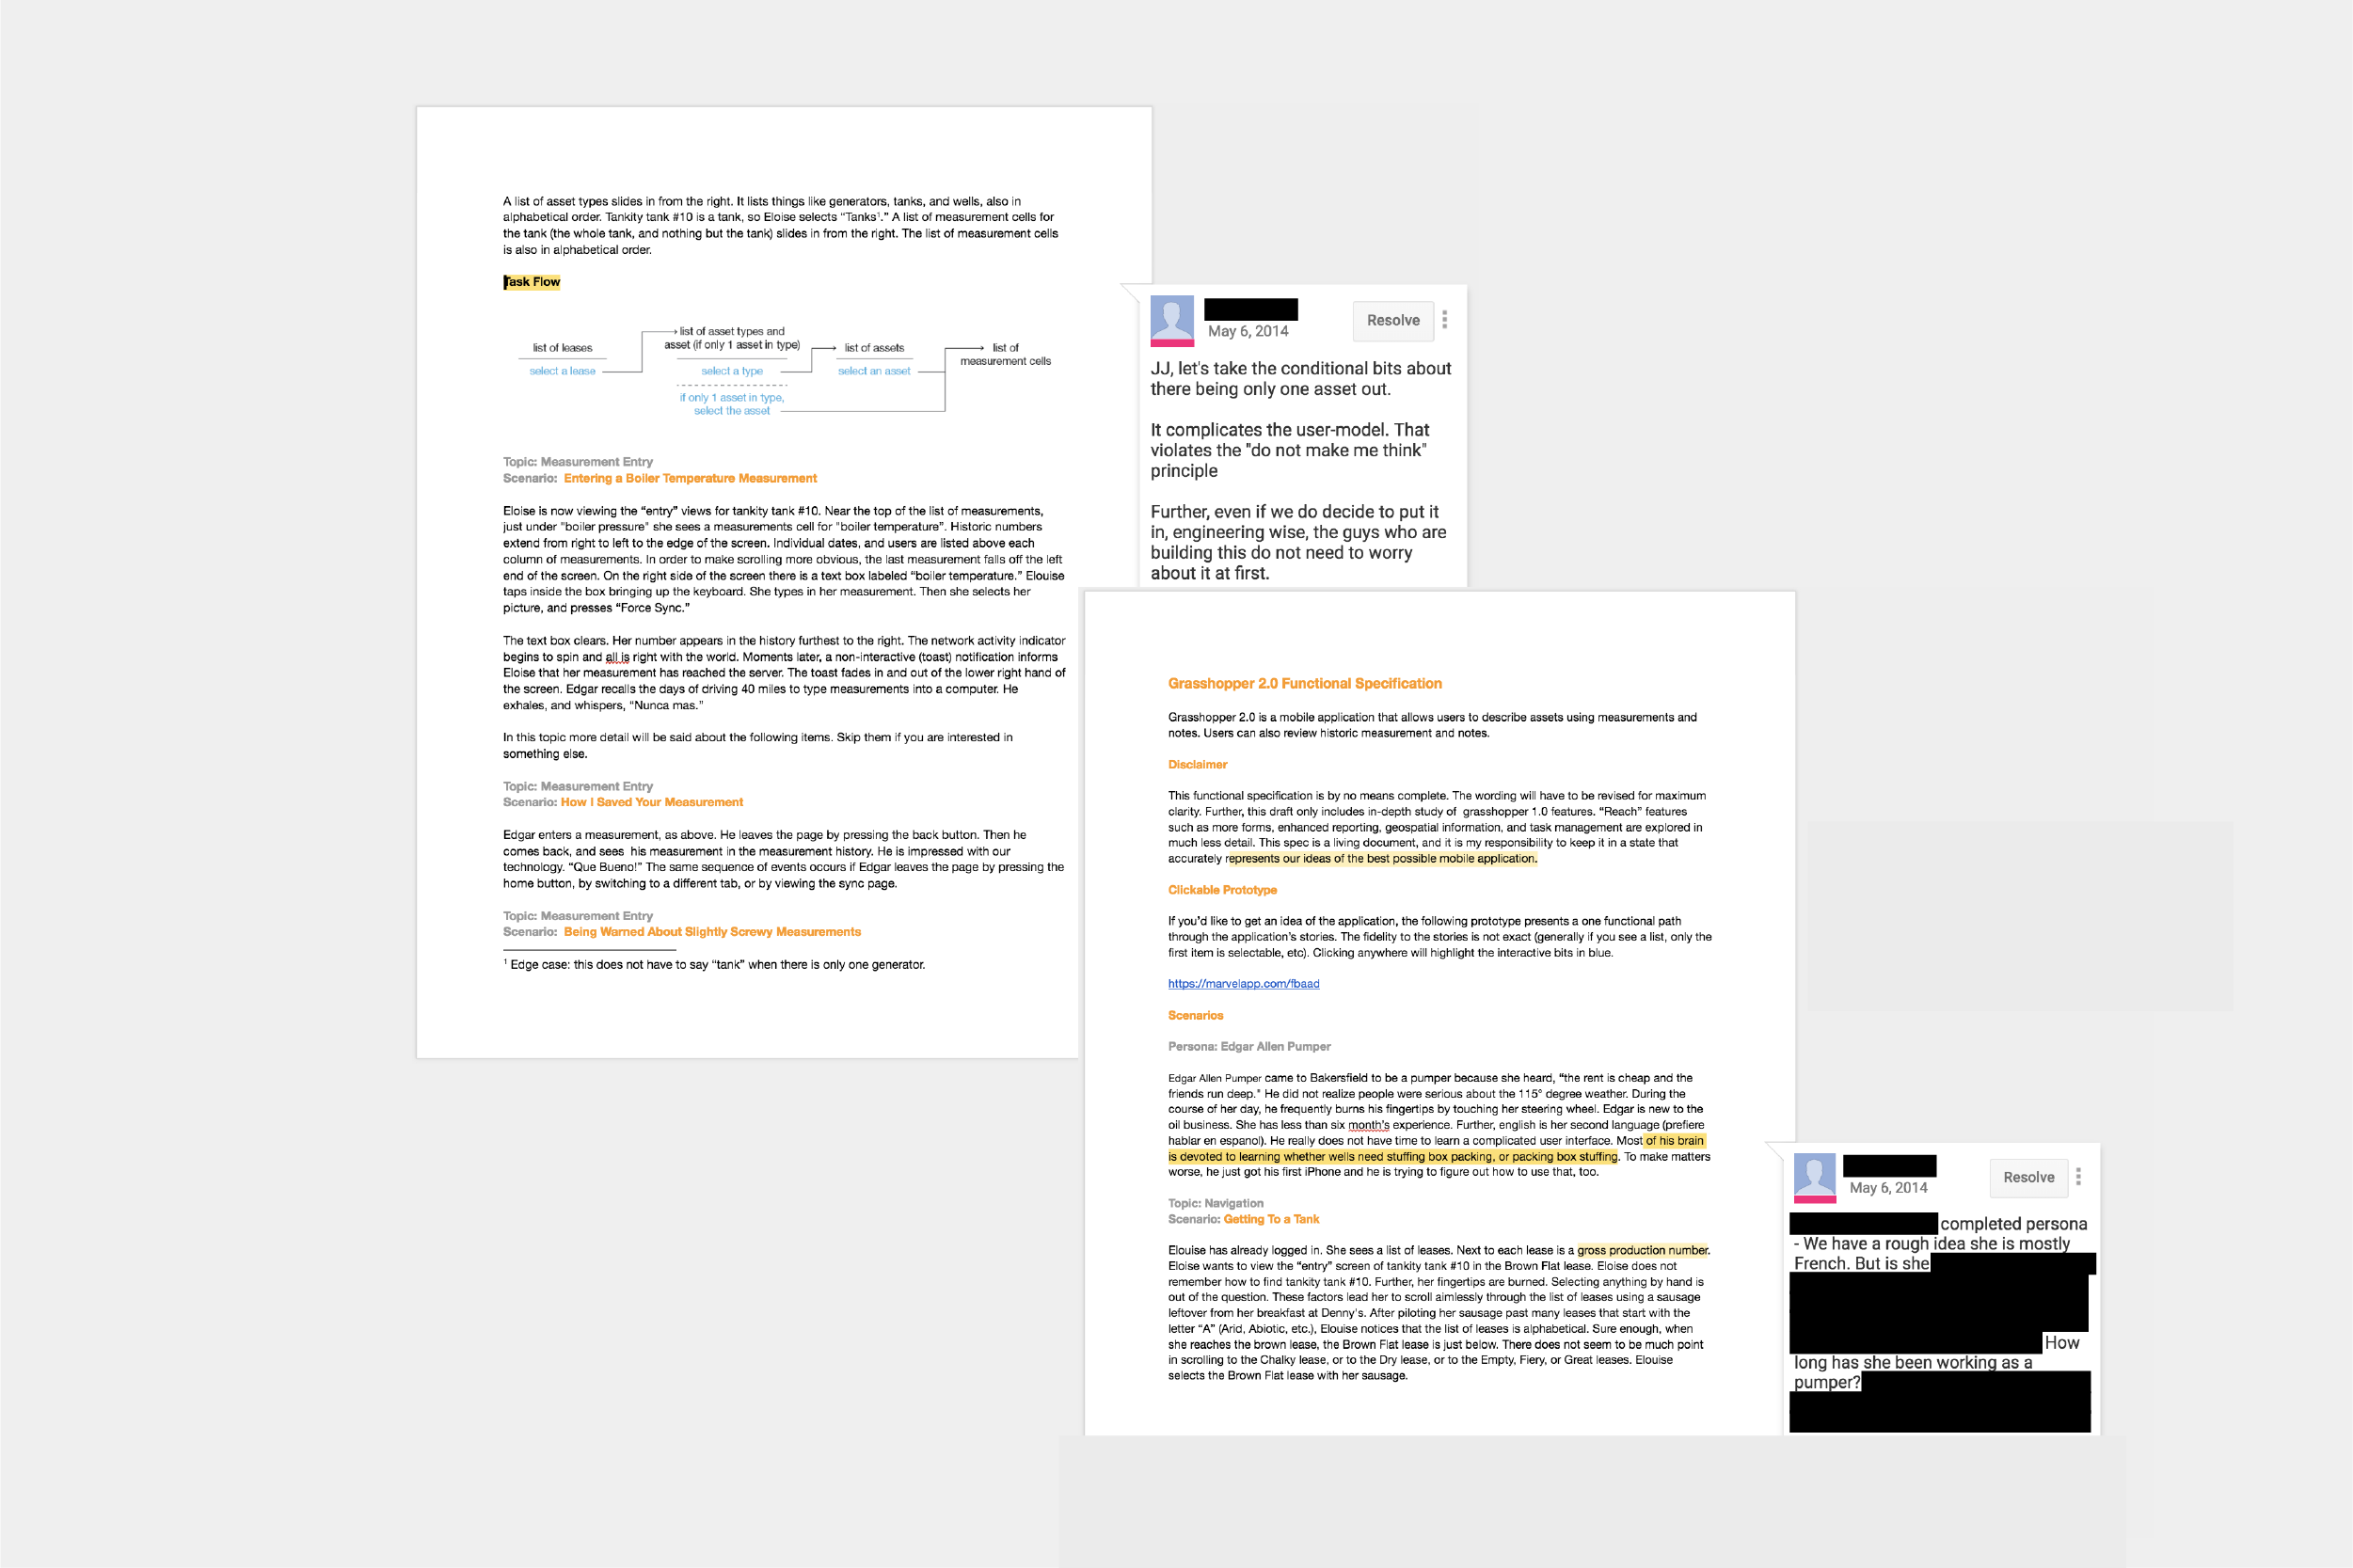 A list of asset types slides in from the right. It lists things like generators, tanks, and wells, also in
alphabetical order. Tankity tank #10 is a tank, so Eloise selects “Tanks¹.” A list of measurement cells for
the tank (the whole tank, and nothing but the tank) slides in from the right. The list of measurement cells
is also in alphabetical order.
Task Flow
list of leases
select a lease
list of asset types and
asset (if only 1 asset in type)
select a type
if only 1 asset in type,
select the asset
list of assets
select an asset
list of
measurement cells
Topic: Measurement Entry
Scenario: Entering a Boiler Temperature Measurement
Eloise is now viewing the “entry” views for tankity tank #10. Near the top of the list of measurements,
just under "boiler pressure" she sees a measurements cell for "boiler temperature”. Historic numbers
extend from right to left to the edge of the screen. Individual dates, and users are listed above each
column of measurements. In order to make scrolling more obvious, the last measurement falls off the left
end of the screen. On the right side of the screen there is a text box labeled “boiler temperature.” Elouise
taps inside the box bringing up the keyboard. She types in her measurement. Then she selects her
picture, and presses “Force Sync.”
The text box clears. Her number appears in the history furthest to the right. The network activity indicator
begins to spin and all is right with the world. Moments later, a non-interactive (toast) notification informs
Eloise that her measurement has reached the server. The toast fades in and out of the lower right hand of
the screen. Edgar recalls the days of driving 40 miles to type measurements into a computer. He
exhales, and whispers, “Nunca mas.”
In this topic more detail will be said about the following items. Skip them if you are interested in
something else.
Topic: Measurement Entry
Scenario: How I Saved Your Measurement
Edgar enters a measurement, as above. He leaves the page by pressing the back button. Then he
comes back, and sees his measurement in the measurement history. He is impressed with our
technology. “Que Bueno!” The same sequence of events occurs if Edgar leaves the page by pressing the
home button, by switching to a different tab, or by viewing the sync page.
Topic: Measurement Entry
Scenario: Being Warned About Slightly Screwy Measurements
¹ Edge case: this does not have to say “tank” when there is only one generator.
May 6, 2014
Resolve
JJ, let's take the conditional bits about
there being only one asset out.
It complicates the user-model. That
violates the "do not make me think"
principle
Further, even if we do decide to put it
in, engineering wise, the guys who are
building this do not need to worry
about it at first.
Grasshopper 2.0 Functional Specification
Grasshopper 2.0 is a mobile application that allows users to describe assets using measurements and
notes. Users can also review historic measurement and notes.
Disclaimer
This functional specification is by no means complete. The wording will have to be revised for maximum
clarity. Further, this draft only includes in-depth study of grasshopper 1.0 features. “Reach” features
such as more forms, enhanced reporting, geospatial information, and task management are explored in
much less detail. This spec is a living document, and it is my responsibility to keep it in a state that
accurately represents our ideas of the best possible mobile application.
Clickable Prototype
If you’d like to get an idea of the application, the following prototype presents a one functional path
through the application’s stories. The fidelity to the stories is not exact (generally if you see a list, only the
first item is selectable, etc). Clicking anywhere will highlight the interactive bits in blue.
https://marvelapp.com/fbaad
Scenarios
Persona: Edgar Allen Pumper
Edgar Allen Pumper came to Bakersfield to be a pumper because she heard, “the rent is cheap and the
friends run deep." He did not realize people were serious about the 115° degree weather. During the
course of her day, he frequently burns his fingertips by touching her steering wheel. Edgar is new to the
oil business. She has less than six month’s experience. Further, english is her second language (prefiere
hablar en espanol). He really does not have time to learn a complicated user interface. Most of his brain
is devoted to learning whether wells need stuffing box packing, or packing box stuffing. To make matters
worse, he just got his first iPhone and he is trying to figure out how to use that, too.
Topic: Navigation
Scenario: Getting To a Tank
Elouise has already logged in. She sees a list of leases. Next to each lease is a gross production number.
Eloise wants to view the “entry” screen of tankity tank #10 in the Brown Flat lease. Eloise does not
remember how to find tankity tank #10. Further, her fingertips are burned. Selecting anything by hand is
out of the question. These factors lead her to scroll aimlessly through the list of leases using a sausage
leftover from her breakfast at Denny's. After piloting her sausage past many leases that start with the
letter “A” (Arid, Abiotic, etc.), Elouise notices that the list of leases is alphabetical. Sure enough, when
she reaches the brown lease, the Brown Flat lease is just below. There does not seem to be much point
in scrolling to the Chalky lease, or to the Dry lease, or to the Empty, Fiery, or Great leases. Elouise
selects the Brown Flat lease with her sausage.
May 6, 2014
Resolve
completed persona
- We have a rough idea she is mostly
French. But is she
How
long has she been working as a
pumper?